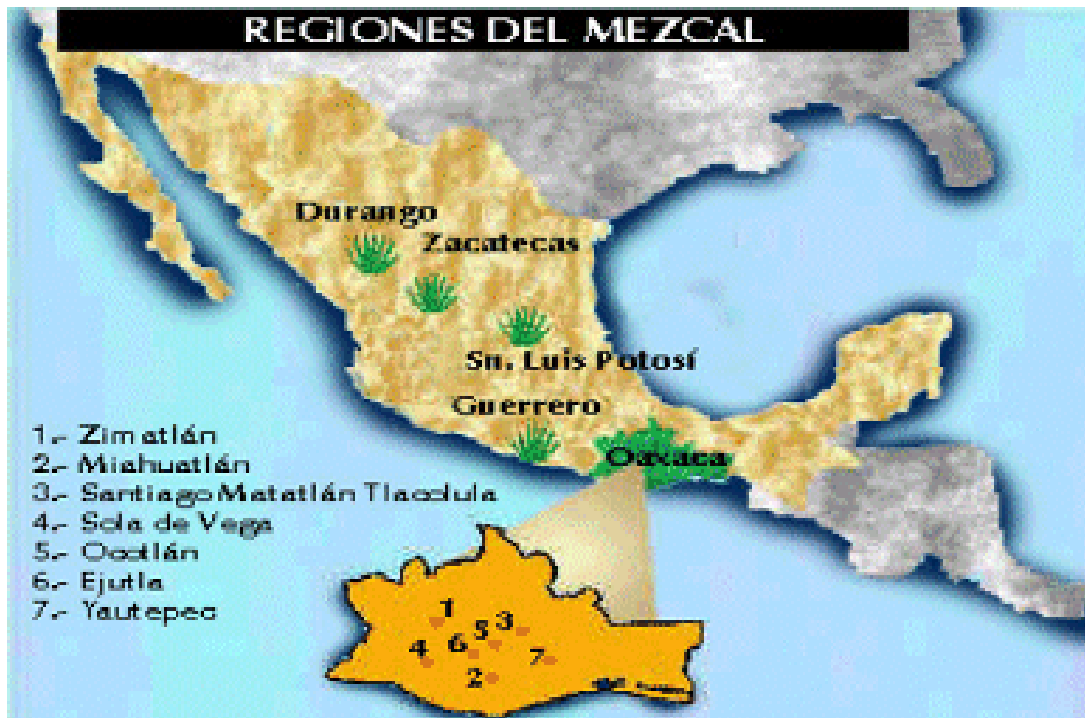 REGIONES DEL MEZCAL
Durango
Zacatecas
Sn. Luis Potosí
Guerrero
Oaxaca
1.- Zimatlán
2.- Miahuatlán
3.- Santiago Matatlán Tlacolula
4.- Sola de Vega
5.- Ocotlán
6.- Ejutla
7.- Yautepec
1
5 3
4 6
7
2